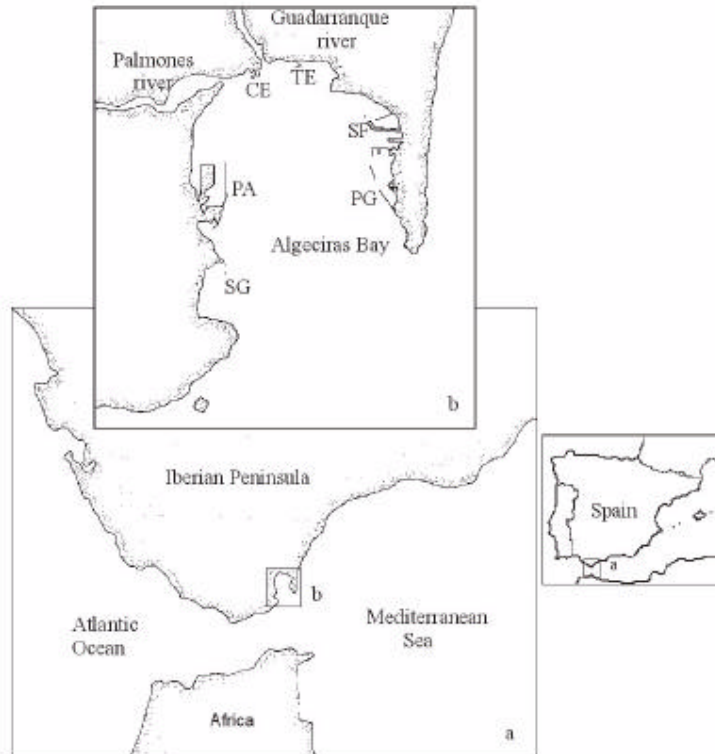 Guadarranque
river
Palmones
river
CE
TE
SF
PA
PG
Algeciras Bay
SG
b
Iberian Peninsula
Spain
a
b
Atlantic
Ocean
Mediterranean
Sea
Africa
a